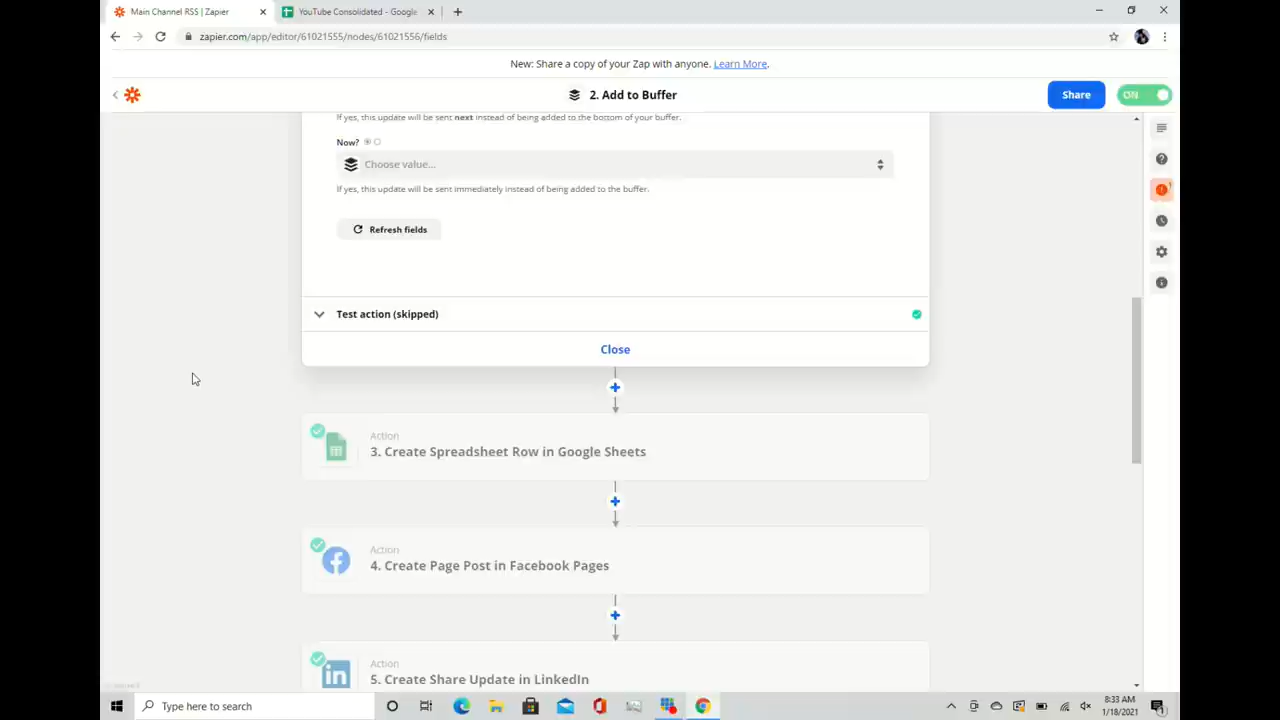 Main Channel RSS | Zapier
YouTube Consolidated - Google
zapier.com/app/editor/61021555/nodes/61021556/fields
New: Share a copy of your Zap with anyone. Learn More.
2. Add to Buffer
Share
ON
If yes, this update will be sent next instead of being added to the bottom of your buffer.
Now?
Choose value...
If yes, this update will be sent immediately instead of being added to the buffer.
Refresh fields
Test action (skipped)
Close
Action
3. Create Spreadsheet Row in Google Sheets
Action
4. Create Page Post in Facebook Pages
Action
5. Create Share Update in LinkedIn
Type here to search
8:33 AM
1/18/2021